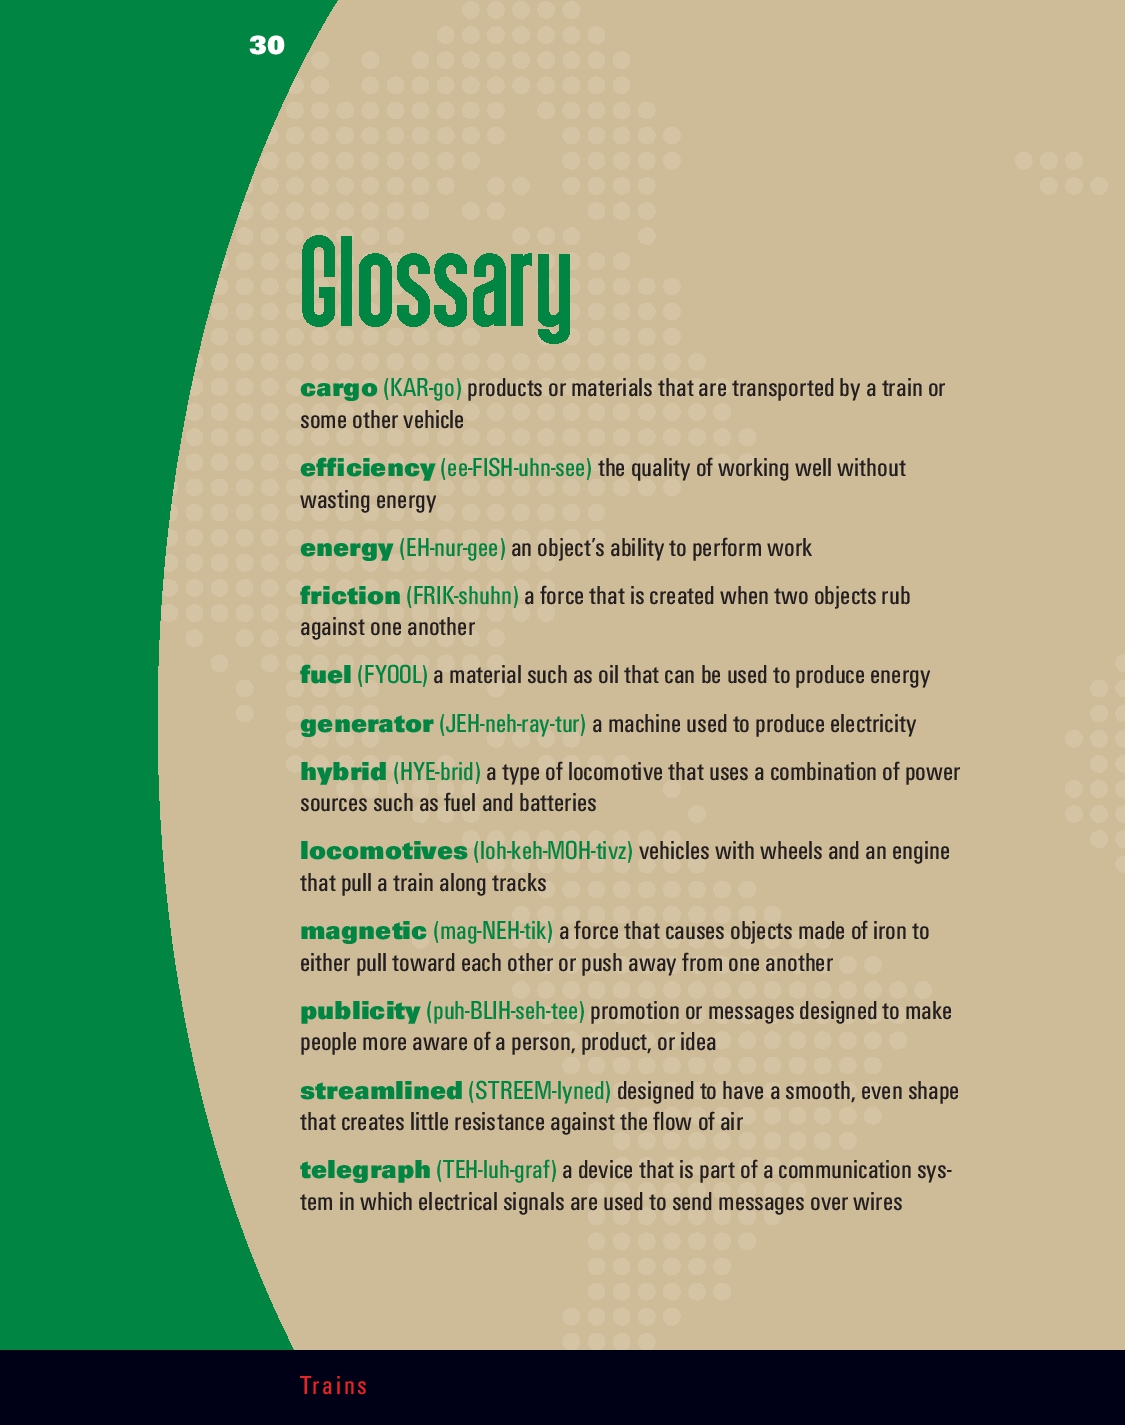 30
Glossary
cargo (KAR-go) products or materials that are transported by a train or
some other vehicle
efficiency (ee-FISH-uhn-see) the quality of working well without
wasting energy
energy (EH-nur-gee) an object's ability to perform work
friction (FRIK-shuhn) a force that is created when two objects rub
against one another
fuel (FYOOL) a material such as oil that can be used to produce energy
generator (JEH-neh-ray-tur) a machine used to produce electricity
hybrid (HYE-brid) a type of locomotive that uses a combination of power
sources such as fuel and batteries
locomotives (loh-keh-MOH-tivz) vehicles with wheels and an engine
that pull a train along tracks
magnetic (mag-NEH-tik) a force that causes objects made of iron to
either pull toward each other or push away from one another
publicity (puh-BLIH-seh-tee) promotion or messages designed to make
people more aware of a person, product, or idea
streamlined (STREEM-lyned) designed to have a smooth, even shape
that creates little resistance against the flow of air
telegraph (TEH-luh-graf) a device that is part of a communication sys-
tem in which electrical signals are used to send messages over wires
Trains